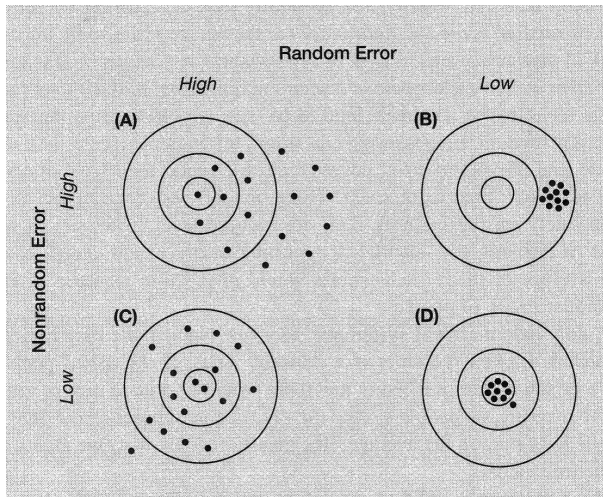 Random Error
High
Low
(A)
(B)
High
Nonrandom Error
(C)
(D)
Low